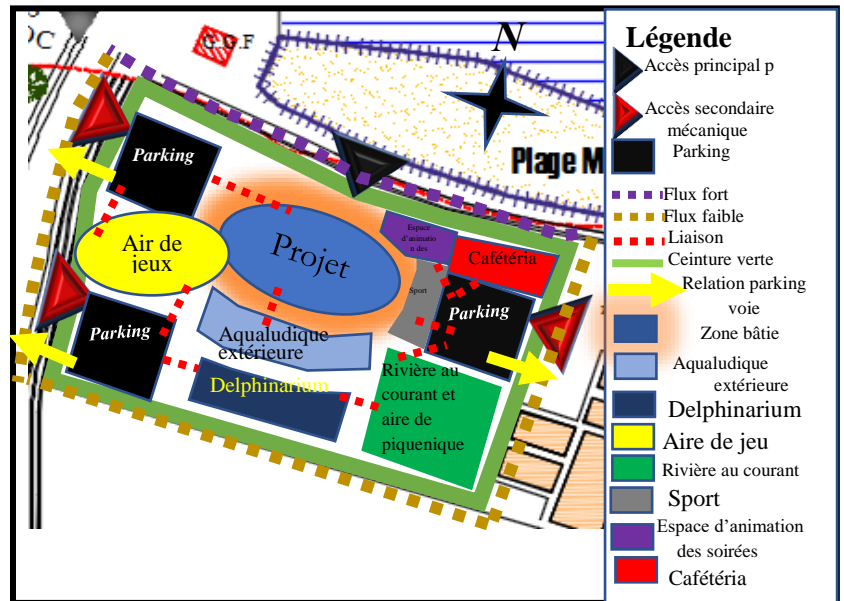 OC
G.G.F
N
Plage M
Parking
Air de
jeux
Projet
Espace
d'animatio
n des
Cafétéria
Sport
Parking
Parking
Aqualudique
extérieure
Delphinarium
Rivière au
courant et
aire de
piquenique
Légende
Accès principal p
Accès secondaire
mécanique
Parking
Flux fort
Flux faible
Liaison
Ceinture verte
Relation parking
voie
Zone bâtie
Aqualudique
extérieure
Delphinarium
Aire de jeu
Rivière au courant
Sport
Espace d'animation
des soirées
Cafétéria